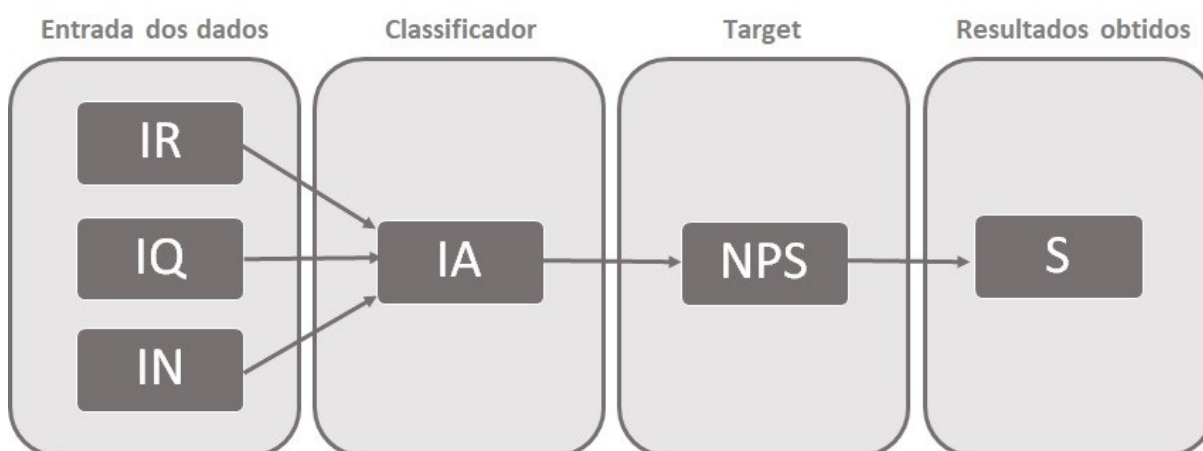 Entrada dos dados
Classificador
Target
Resultados obtidos
IR
IQ
IN
IA
NPS
S